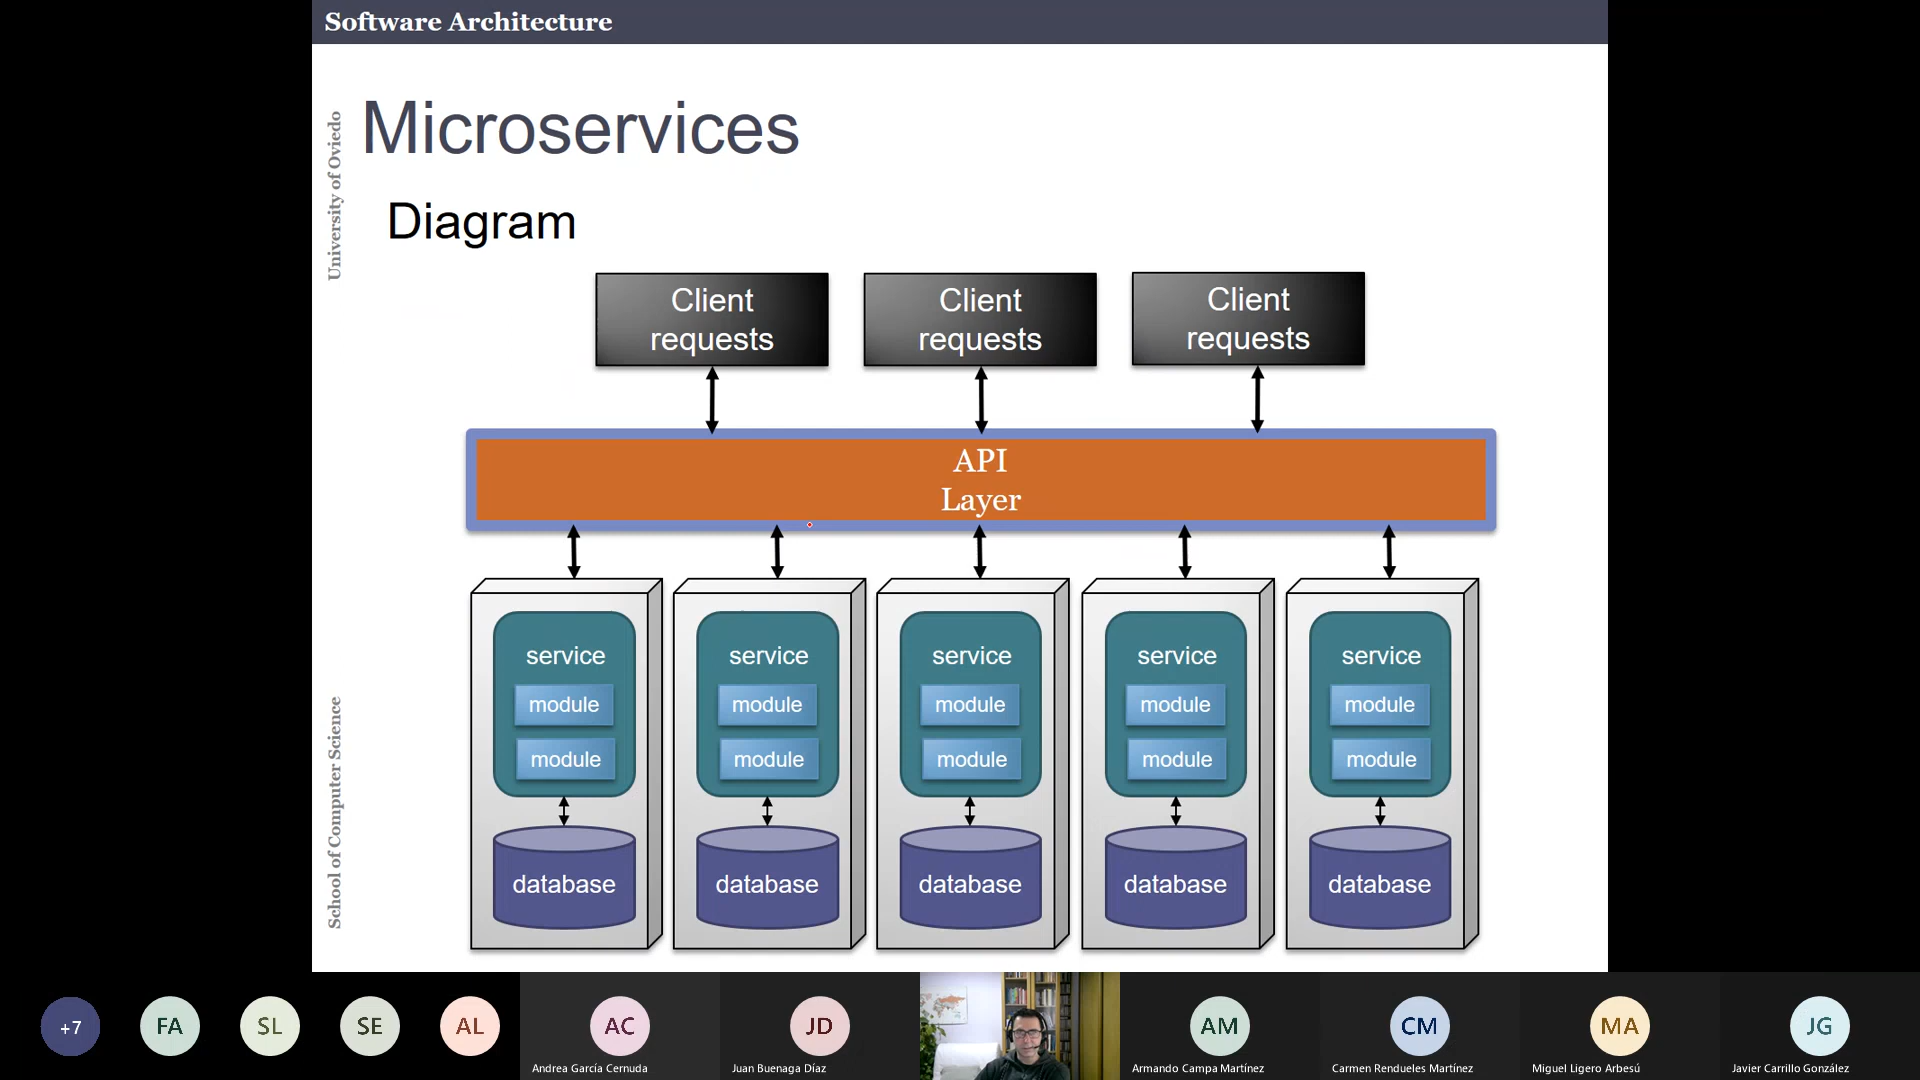 Software Architecture
University of Oviedo
School of Computer Science
Microservices
Diagram
Client
requests
Client
requests
Client
requests
API
Layer
service
module
module
database
service
module
module
database
service
module
module
database
service
module
module
database
service
module
module
database
+7
FA
SL
SE
AL
AC
Andrea García Cernuda
JD
Juan Buenaga Díaz
AM
Armando Campa Martínez
CM
Carmen Rendueles Martínez
MA
Miguel Ligero Arbesú
JG
Javier Carrillo González